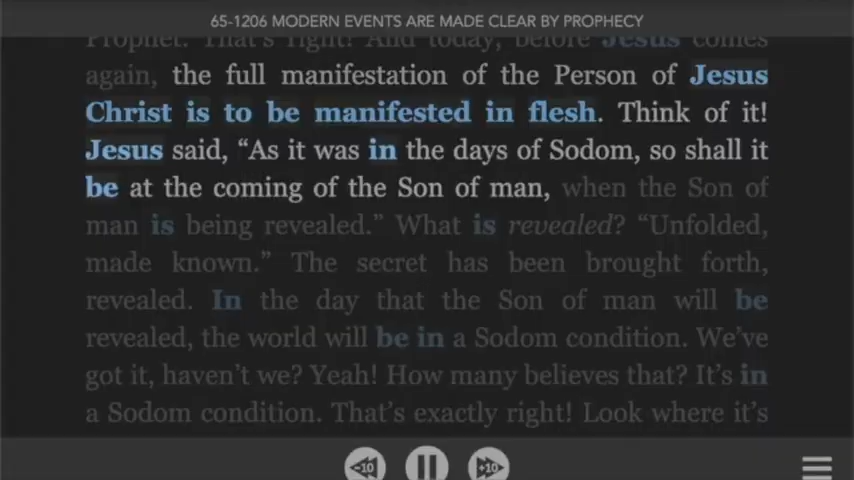 65-1206 MODERN EVENTS ARE MADE CLEAR BY PROPHECY
Prophet. That's right! And today, before Jesus comes
again, the full manifestation of the Person of Jesus
Christ is to be manifested in flesh. Think of it!
Jesus said, “As it was in the days of Sodom, so shall it
be at the coming of the Son of man, when the Son of
man is being revealed.” What is revealed? “Unfolded,
made known.” The secret has been brought forth,
revealed. In the day that the Son of man will be
revealed, the world will be in a Sodom condition. We’ve
got it, haven’t we? Yeah! How many believes that? It’s in
a Sodom condition. That’s exactly right! Look where it’s
-10 +10